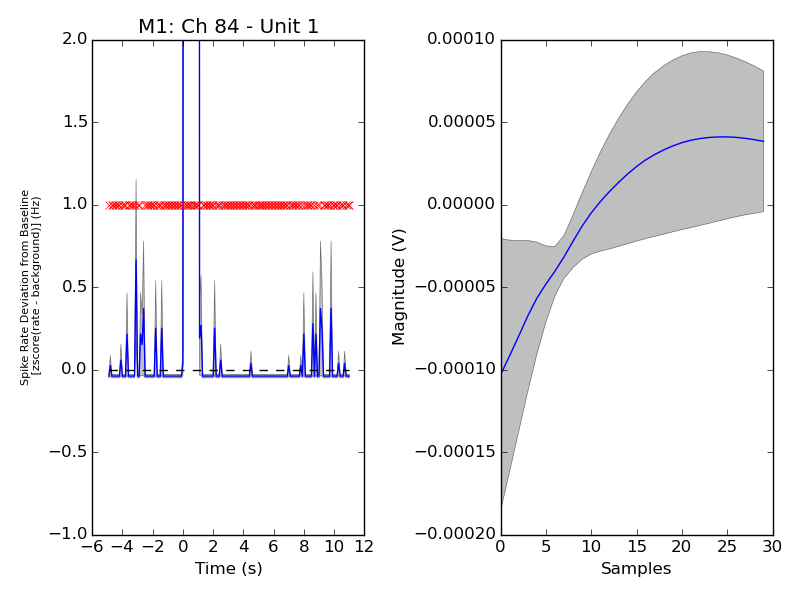 M1: Ch 84 - Unit 1
2.0
1.5
1.0
0.5
0.0
−0.5
−1.0
−6 −4 −2 0 2 4 6 8 10 12
Time (s)
Spike Rate Deviation from Baseline
[zscore(rate - background)] (Hz)
0.00010
0.00005
0.00000
−0.00005
−0.00010
−0.00015
−0.00020
0 5 10 15 20 25 30
Samples
Magnitude (V)